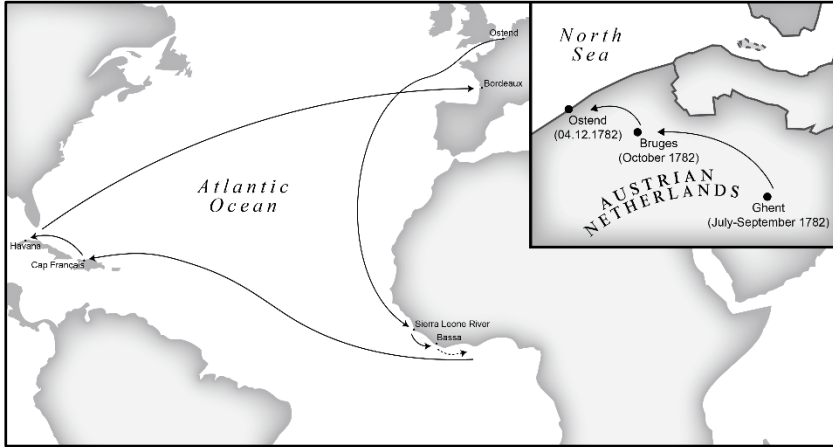 Ostend
Bordeaux
Atlantic
Ocean
Havana
Cap Français
Sierra Leone River
Bassa
North
Sea
Ostend
(04.12.1782)
Bruges
(October 1782)
AUSTRIAN
NETHERLANDS
Ghent
(July-September 1782)